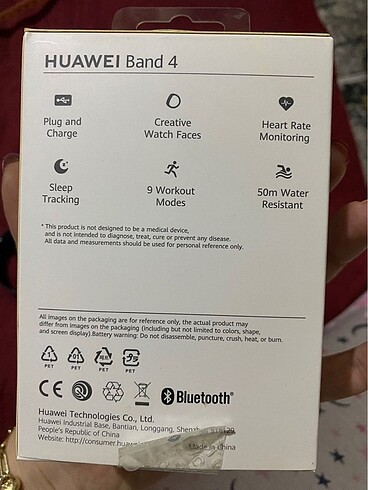 HUAWEI Band 4
Plug and
Charge
Creative
Watch Faces
Heart Rate
Monitoring
Sleep
Tracking
9 Workout
Modes
50m Water
Resistant
* This product is not designed to be a medical device,
and is not intended to diagnose, treat, cure or prevent any disease.
All data and measurements should be used for personal reference only.
All images on the packaging are for reference only, the actual product may
differ from images on the packaging (including but not limited to colors, shape,
and screen display).Battery warning: Do not disassemble, puncture, crush, heat, or burn.
PET
PET
PET
PET
CE
Bluetooth®
Huawei Technologies Co., Ltd.
Huawei Industrial Base, Bantian, Longgang, Shenzhen
People's Republic of China
Website: http://consumer.huawei
Made in China